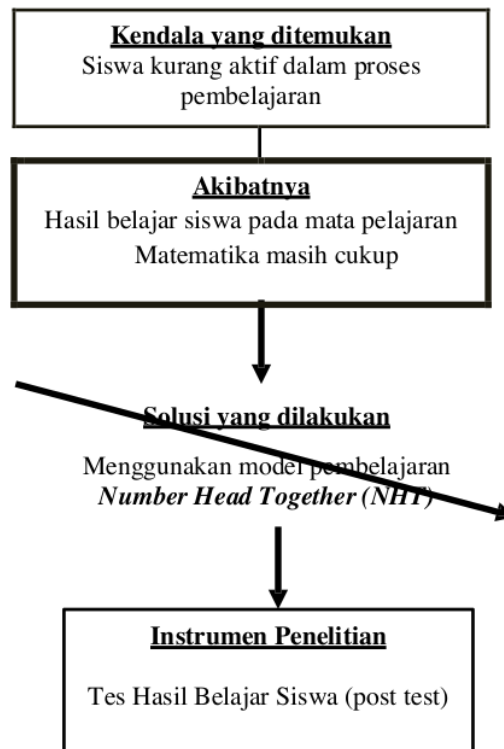 Kendala yang ditemukan
Siswa kurang aktif dalam proses
pembelajaran
Akibatnya
Hasil belajar siswa pada mata pelajaran
Matematika masih cukup
Solusi yang dilakukan
Menggunakan model pembelajaran
Number Head Together (NHT)
Instrumen Penelitian
Tes Hasil Belajar Siswa (post test)